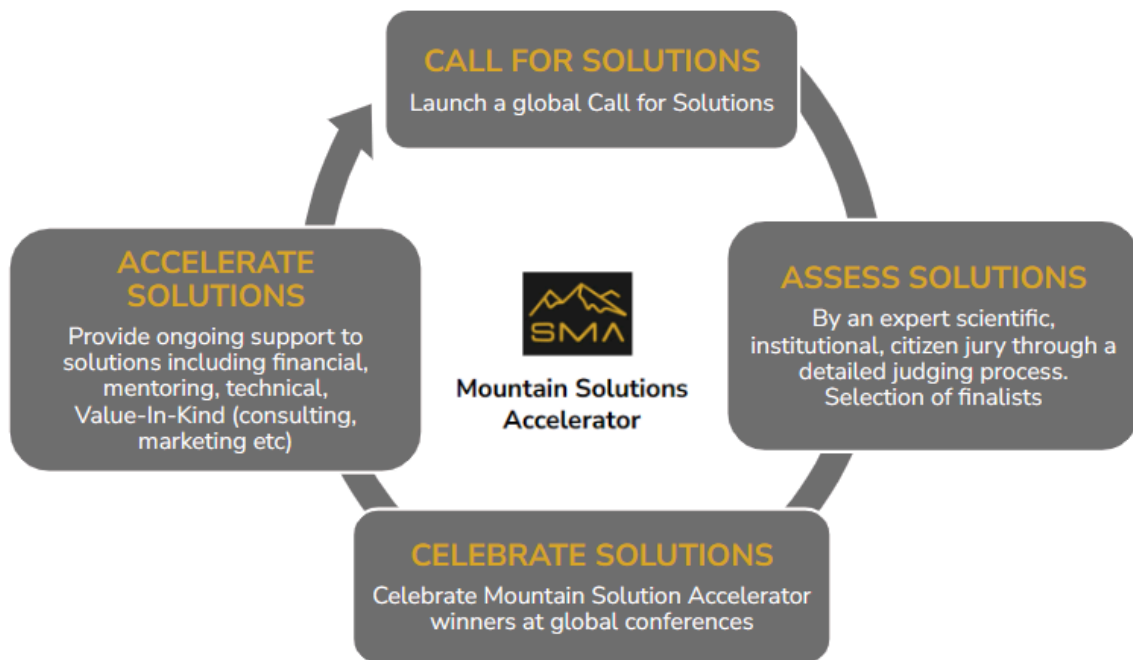 CALL FOR SOLUTIONS
Launch a global Call for Solutions
ACCELERATE
SOLUTIONS
Provide ongoing support to
solutions including financial,
mentoring, technical,
Value-In-Kind (consulting,
marketing etc)
SMA
Mountain Solutions
Accelerator
ASSESS SOLUTIONS
By an expert scientific,
institutional, citizen jury through a
detailed judging process.
Selection of finalists
CELEBRATE SOLUTIONS
Celebrate Mountain Solution Accelerator
winners at global conferences